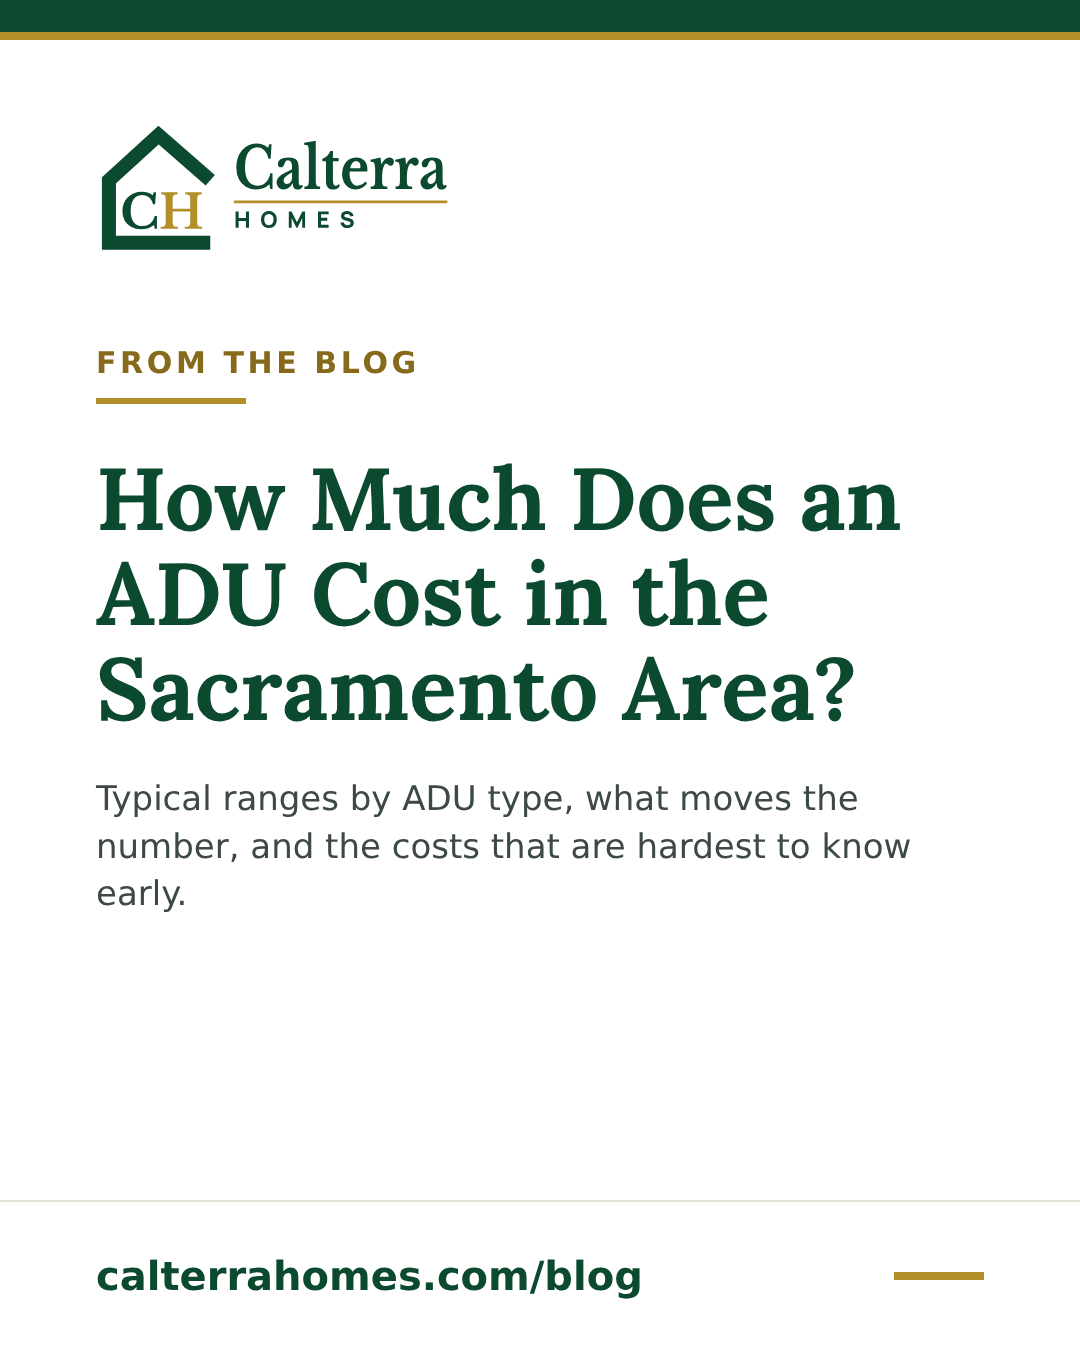 CH
Calterra
HOMES
FROM THE BLOG
How Much Does an
ADU Cost in the
Sacramento Area?
Typical ranges by ADU type, what moves the
number, and the costs that are hardest to know
early.
calterrahomes.com/blog